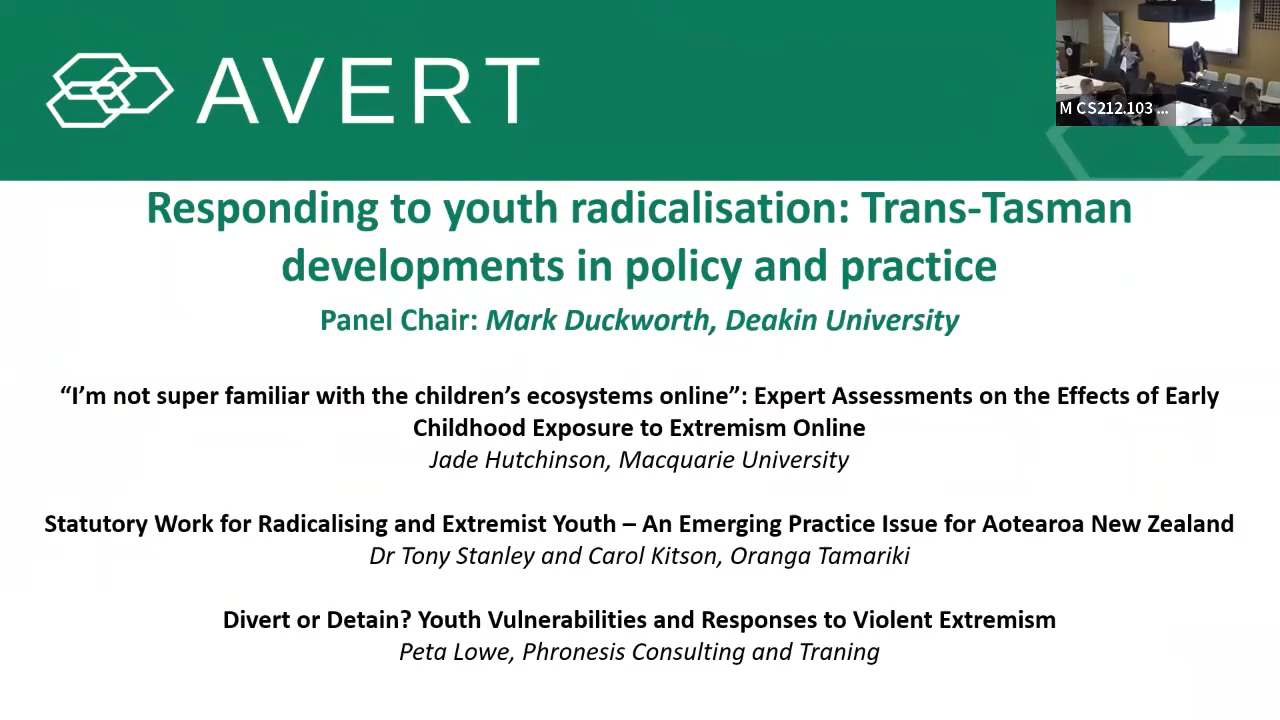 AVERT
M CS212.103 ...
Responding to youth radicalisation: Trans-Tasman
developments in policy and practice
Panel Chair: Mark Duckworth, Deakin University
“I’m not super familiar with the children’s ecosystems online”: Expert Assessments on the Effects of Early
Childhood Exposure to Extremism Online
Jade Hutchinson, Macquarie University
Statutory Work for Radicalising and Extremist Youth – An Emerging Practice Issue for Aotearoa New Zealand
Dr Tony Stanley and Carol Kitson, Oranga Tamariki
Divert or Detain? Youth Vulnerabilities and Responses to Violent Extremism
Peta Lowe, Phronesis Consulting and Traning